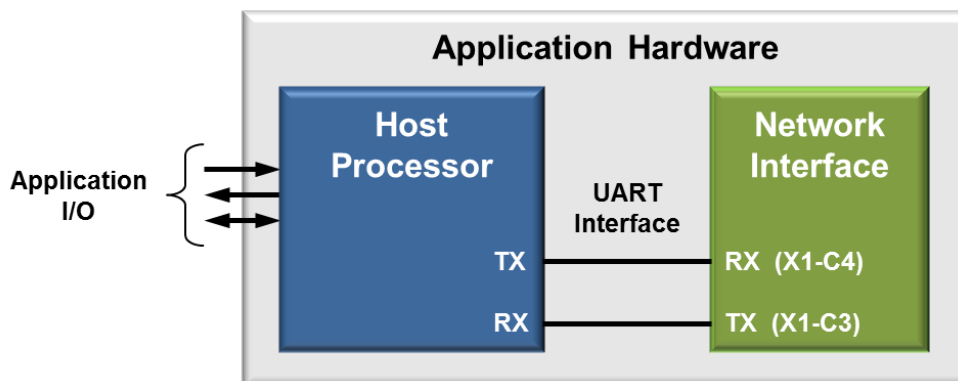 Application Hardware
Host
Processor
Network
Interface
Application
I/O
UART
Interface
TX
RX (X1-C4)
RX
TX (X1-C3)